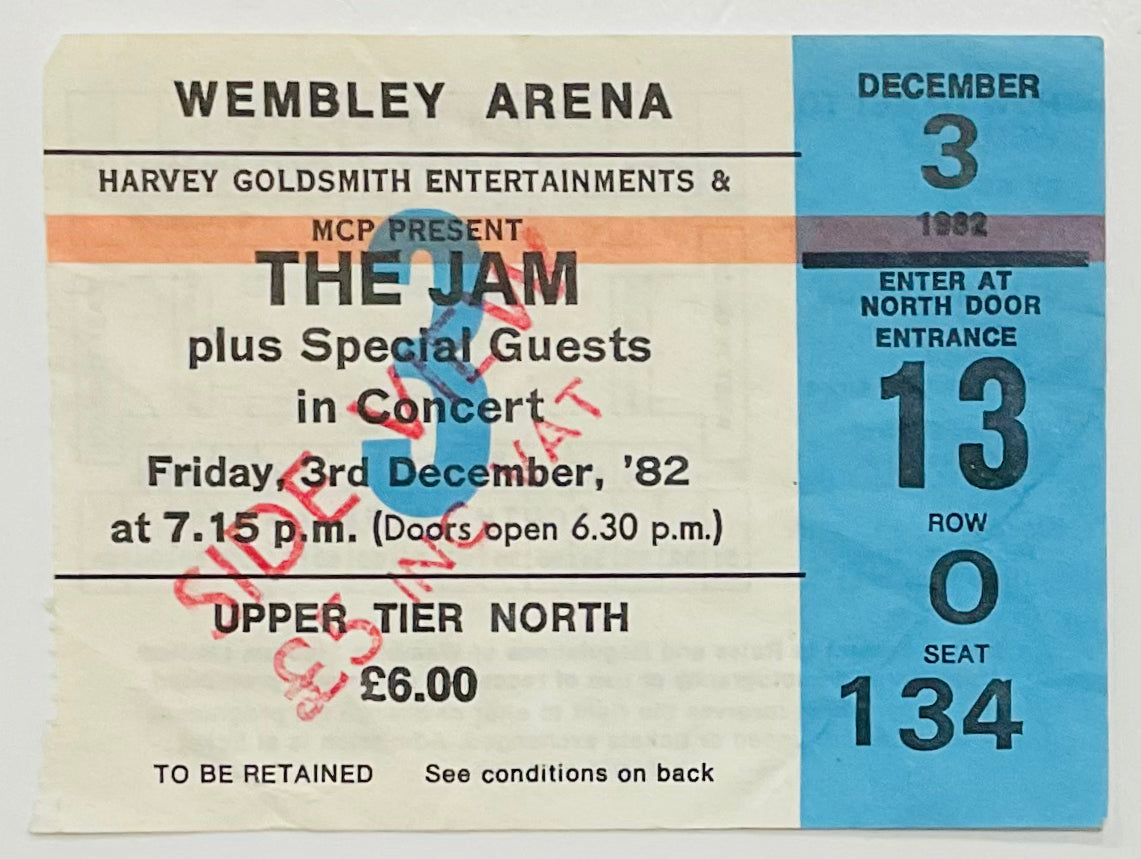 WEMBLEY ARENA
HARVEY GOLDSMITH ENTERTAINMENTS &
MCP PRESENT
THE JAM
plus Special Guests
in Concert
Friday, 3rd December, '82
at 7.15 p.m. (Doors open 6.30 p.m.)
UPPER TIER NORTH
£6.00
TO BE RETAINED See conditions on back
3
SIDE VIEW
£5 INC VAT
DECEMBER
3
1982
ENTER AT
NORTH DOOR
ENTRANCE
13
ROW
O
SEAT
134